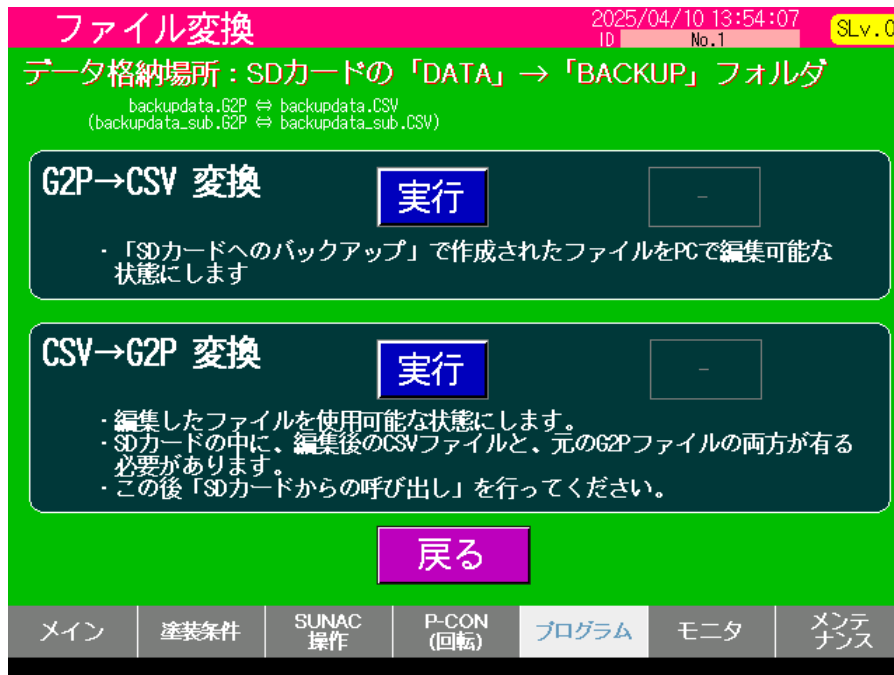 ファイル変換
2025/04/10 13:54:07
ID No.1
SLv.0
データ格納場所：SDカードの「DATA」→「BACKUP」フォルダ
backupdata.G2P ⇔ backupdata.CSV
(backupdata_sub.G2P ⇔ backupdata_sub.CSV)
G2P→CSV 変換
実行
-
・「SDカードへのバックアップ」で作成されたファイルをPCで編集可能な
状態にします
CSV→G2P 変換
実行
-
・編集したファイルを使用可能な状態にします。
・SDカードの中に、編集後のCSVファイルと、元のG2Pファイルの両方が有る
必要があります。
・この後「SDカードからの呼び出し」を行ってください。
戻る
メイン
塗装条件
SUNAC
操作
P-CON
(回転)
プログラム
モニタ
メンテ
ナンス